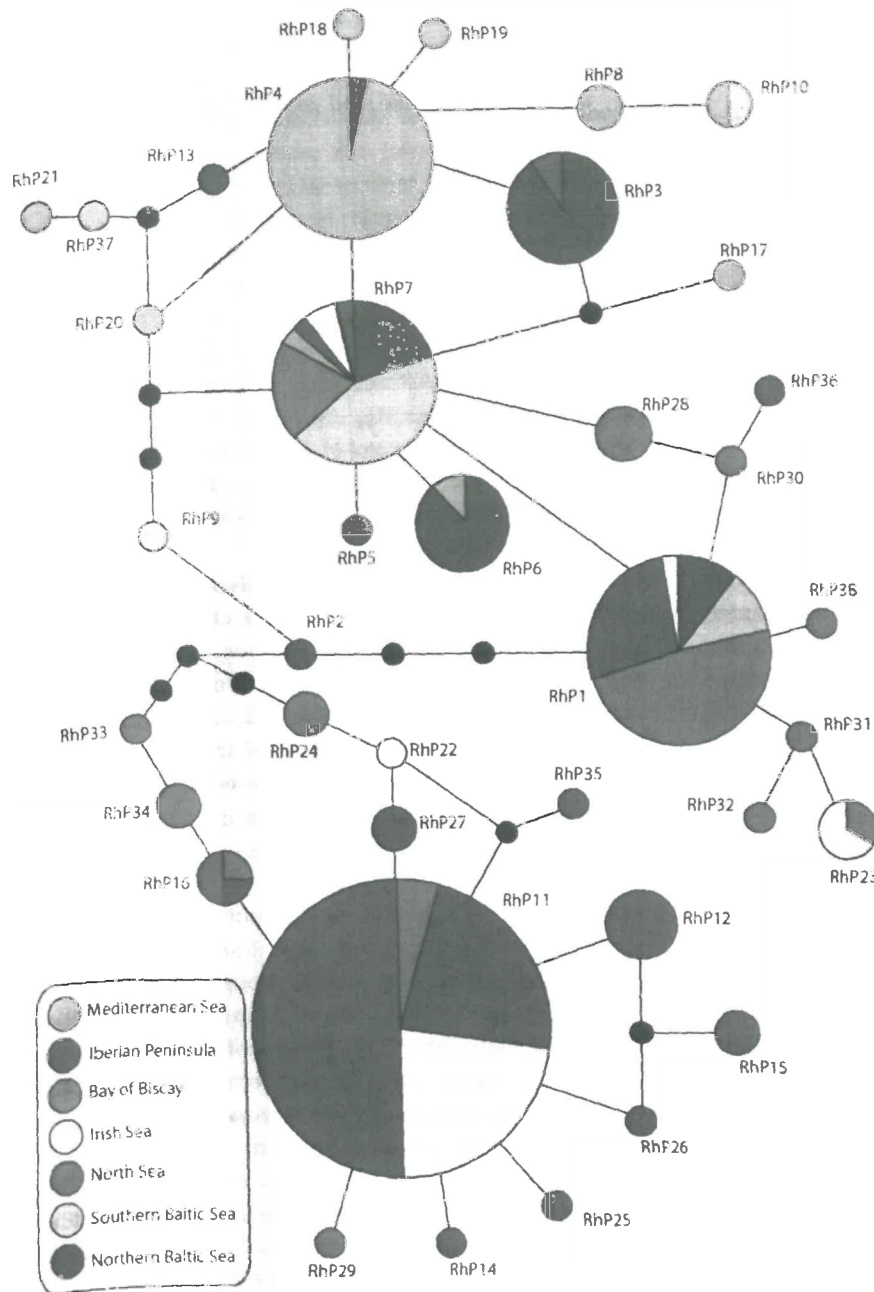 RhP18
RhP19
RhP4
RhP8
RhP10
RhP13
RhP3
RhP21
RhP37
RhP17
RhP20
RhP7
RhP36
RhP28
RhP30
RhP9
RhP5
RhP6
RhP2
RhP36
RhP1
RhP33
RhP24
RhP22
RhP31
RhP35
RhP32
RhP34
RhP27
RhP23
RhP16
RhP11
RhP12
RhP15
RhP26
RhP25
RhP29
RhP14
Mediterranean Sea
Iberian Peninsula
Bay of Biscay
Irish Sea
North Sea
Southern Baltic Sea
Northern Baltic Sea